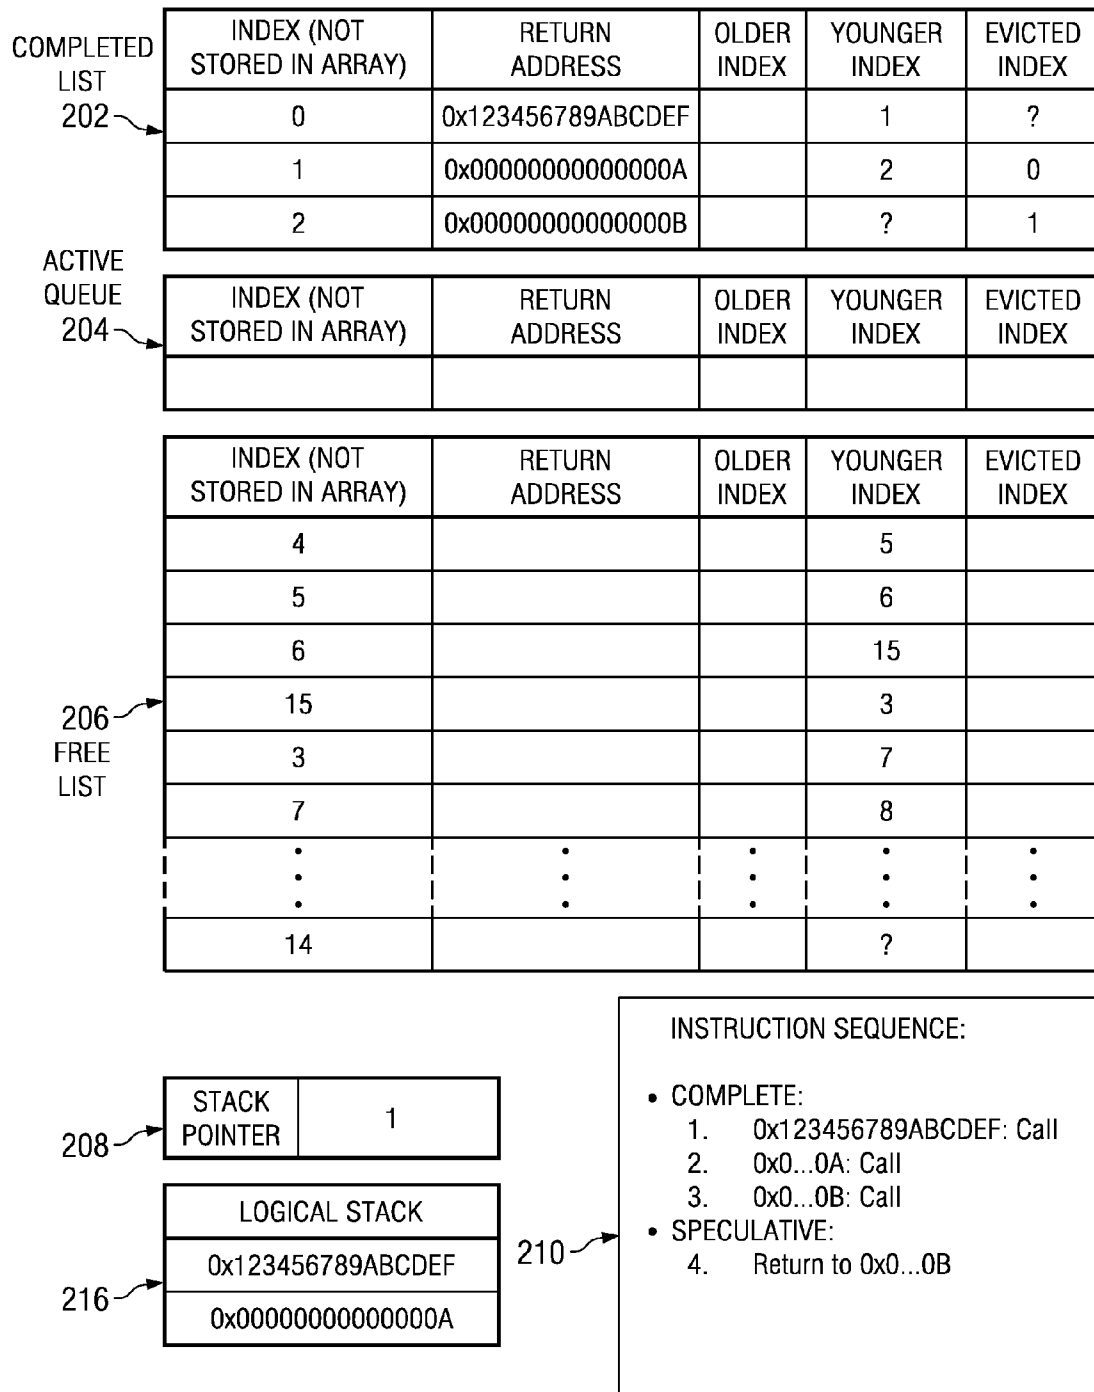 COMPLETED
LIST
202
INDEX (NOT STORED IN ARRAY) RETURN ADDRESS OLDER INDEX YOUNGER INDEX EVICTED INDEX
0 0x123456789ABCDEF 1 ?
1 0x00000000000000A 2 0
2 0x00000000000000B ? 1
ACTIVE
QUEUE
204
INDEX (NOT STORED IN ARRAY) RETURN ADDRESS OLDER INDEX YOUNGER INDEX EVICTED INDEX
INDEX (NOT STORED IN ARRAY) RETURN ADDRESS OLDER INDEX YOUNGER INDEX EVICTED INDEX
4 5
5 6
6 15
15 3
3 7
7 8
14 ?
206
FREE
LIST
STACK
POINTER
1
208
LOGICAL STACK
0x123456789ABCDEF
0x00000000000000A
216
210
INSTRUCTION SEQUENCE:
• COMPLETE:
1. 0x123456789ABCDEF: Call
2. 0x0...0A: Call
3. 0x0...0B: Call
• SPECULATIVE:
4. Return to 0x0...0B